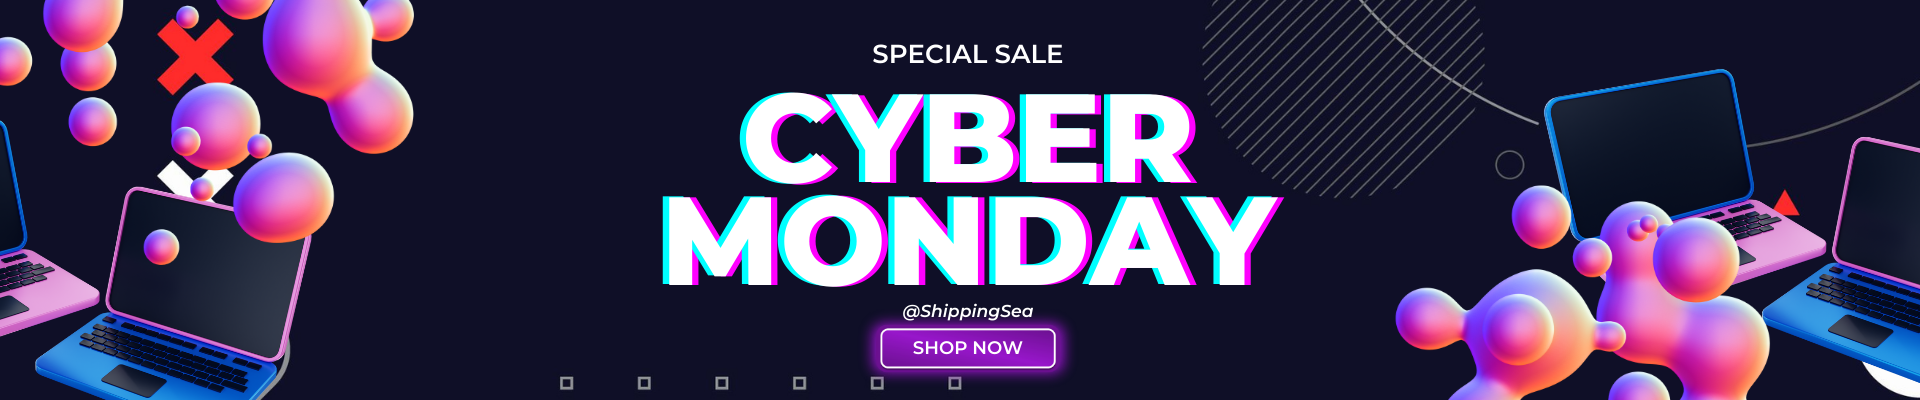 SPECIAL SALE
CYBER
MONDAY
@ShippingSea
SHOP NOW